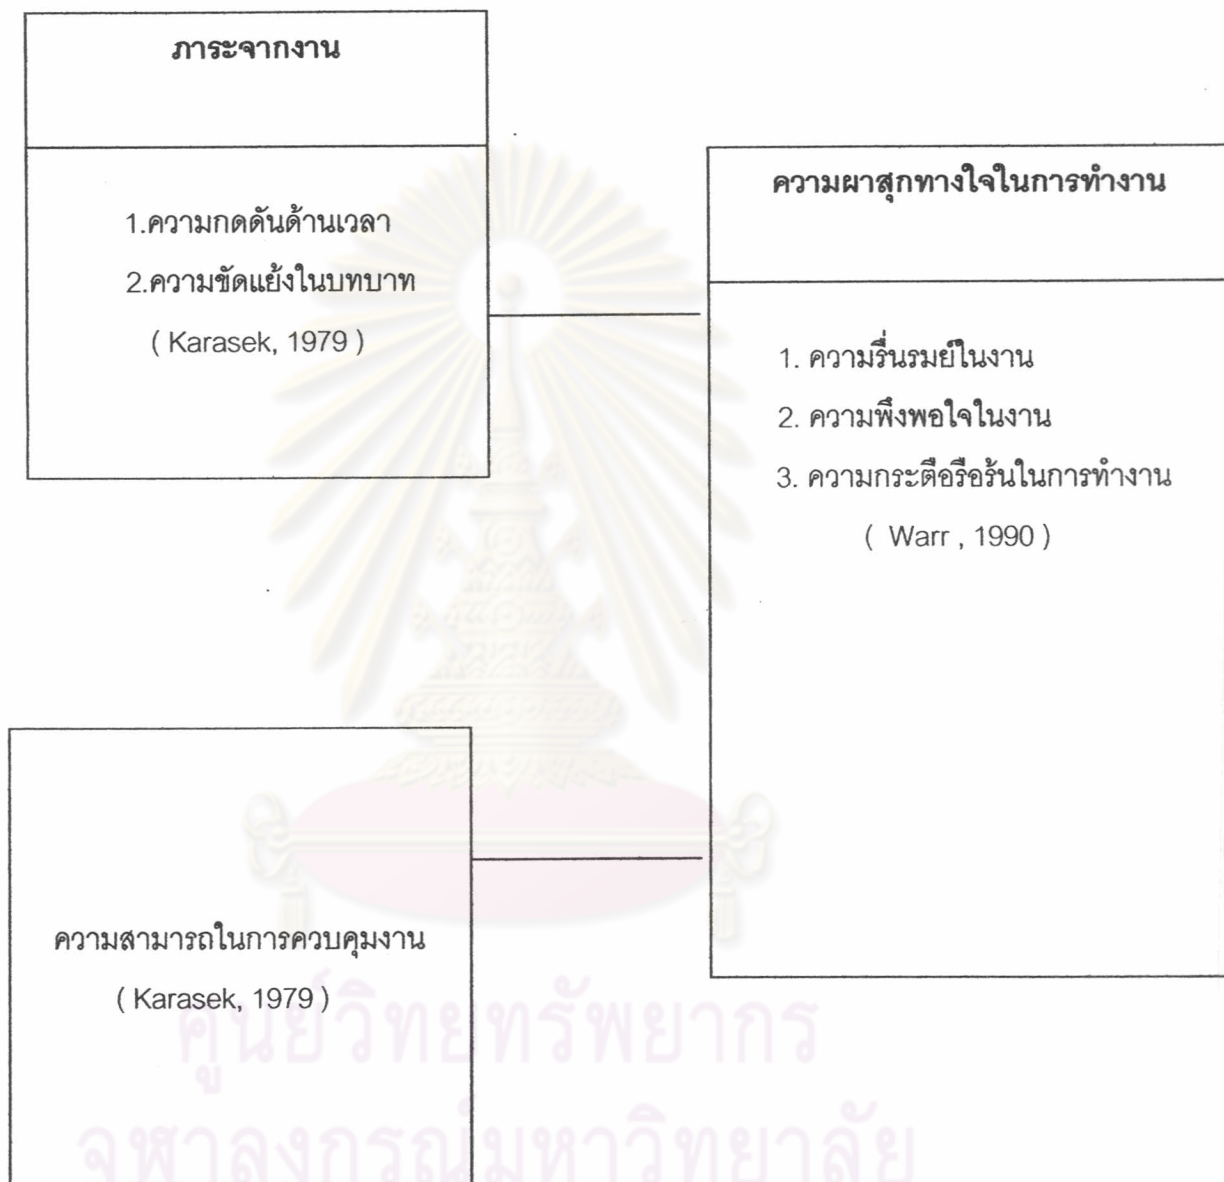 ภาระจากงาน
1.ความกดดันด้านเวลา
2.ความขัดแย้งในบทบาท
( Karasek, 1979 )
ความผาสุกทางใจในการทำงาน
1. ความรื่นรมย์ในงาน
2. ความพึงพอใจในงาน
3. ความกระตือรือร้นในการทำงาน
( Warr , 1990 )
ความสามารถในการควบคุมงาน
( Karasek, 1979 )
ศูนย์วิทยทรัพยากร
จุฬาลงกรณ์มหาวิทยาลัย